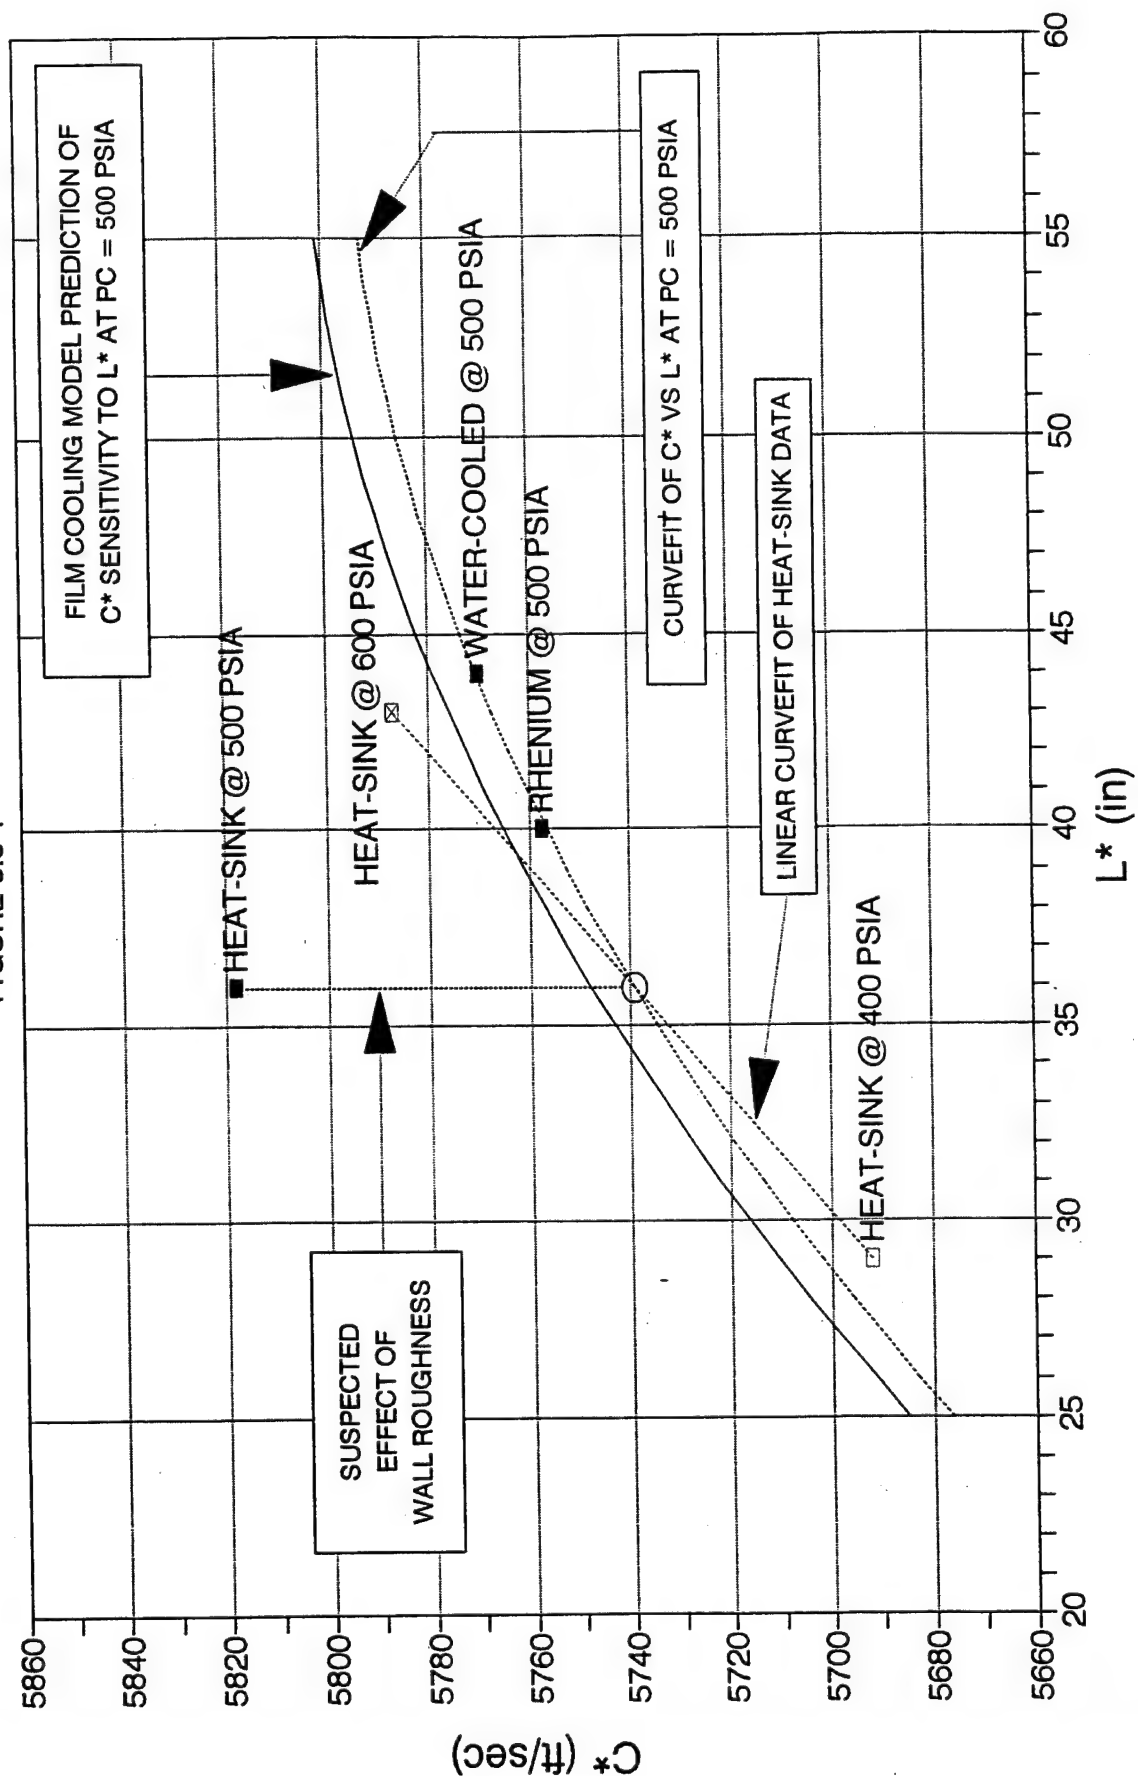 FILM COOLING MODEL PREDICTION OF
C* SENSITIVITY TO L* AT PC = 500 PSIA
HEAT-SINK @ 500 PSIA
HEAT-SINK @ 600 PSIA
WATER-COOLED @ 500 PSIA
RHENIUM @ 500 PSIA
SUSPECTED
EFFECT OF
WALL ROUGHNESS
CURVEFIT OF C* VS L* AT PC = 500 PSIA
LINEAR CURVEFIT OF HEAT-SINK DATA
HEAT-SINK @ 400 PSIA
C* (ft/sec)
5860
5840
5820
5800
5780
5760
5740
5720
5700
5680
5660
20
25
30
35
40
45
50
55
60
L* (in)